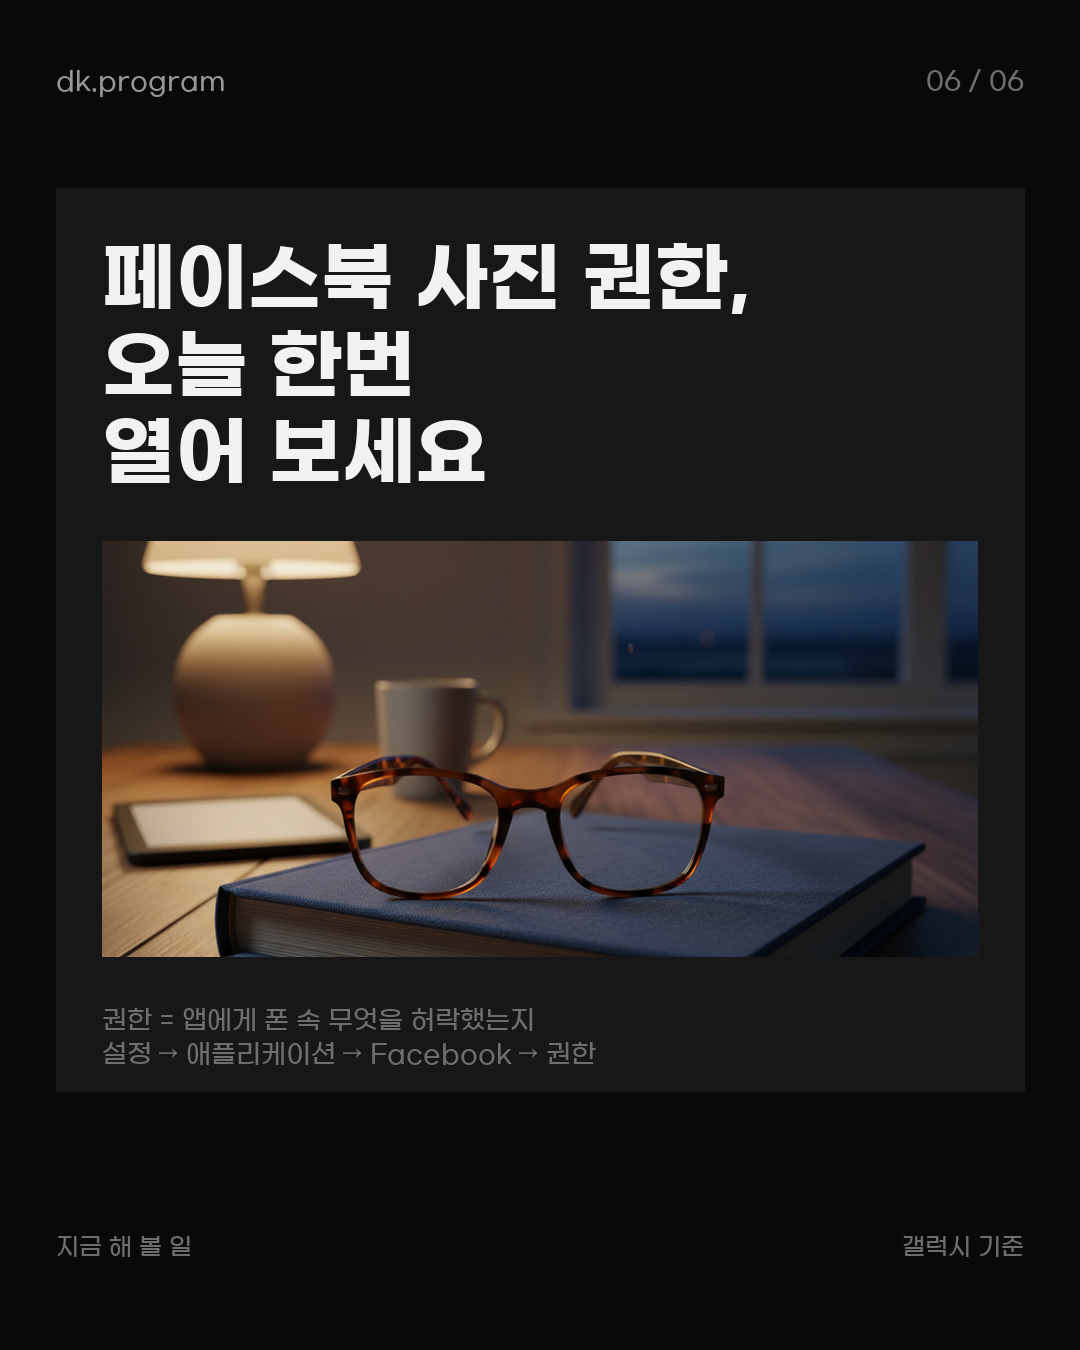 dk.program
06 / 06
페이스북 사진 권한,
오늘 한번
열어 보세요
권한 = 앱에게 폰 속 무엇을 허락했는지
설정 → 애플리케이션 → Facebook → 권한
지금 해 볼 일
갤럭시 기준